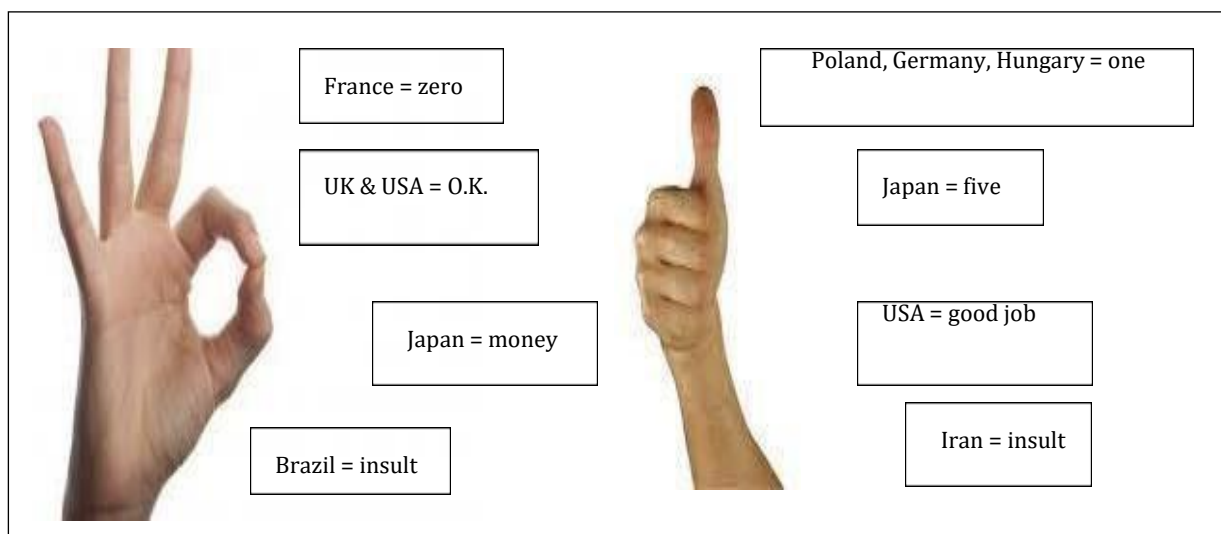 France = zero
UK & USA = O.K.
Japan = money
Brazil = insult
Poland, Germany, Hungary = one
Japan = five
USA = good job
Iran = insult